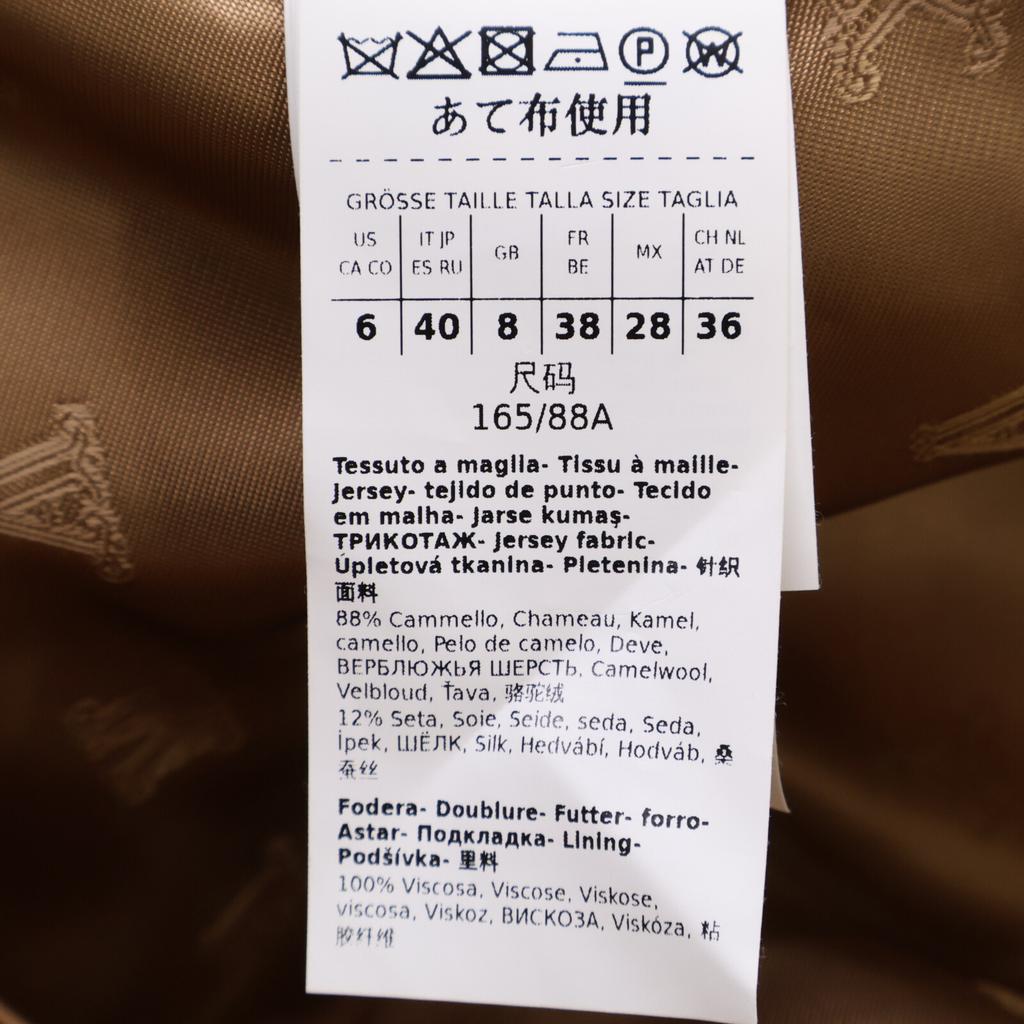 P W
あて布使用
GRÖSSE TAILLE TALLA SIZE TAGLIA
US CA CO IT JP ES RU GB FR BE MX CH NL AT DE
6 40 8 38 28 36
尺码
165/88A
Tessuto a maglia- Tissu à maille-
Jersey- tejido de punto- Tecido
em malha- Jarse kumaş-
ТРИКОТАЖ- Jersey fabric-
Úpletová tkanina- Pletenina- 针织
面料
88% Cammello, Chameau, Kamel,
camello, Pelo de camelo, Deve,
ВЕРБЛЮЖЬЯ ШЕРСТЬ, Camelwool,
Velbloud, Ťava, 骆驼绒
12% Seta, Soie, Seide, seda, Seda,
İpek, ШЁЛК, Silk, Hedvábí, Hodváb, 桑
蚕丝
Fodera- Doublure- Futter- forro-
Astar- Подкладка- Lining-
Podšívka- 里料
100% Viscosa, Viscose, Viskose,
viscosa, Viskoz, ВИСКОЗА, Viskóza, 粘
胶纤维